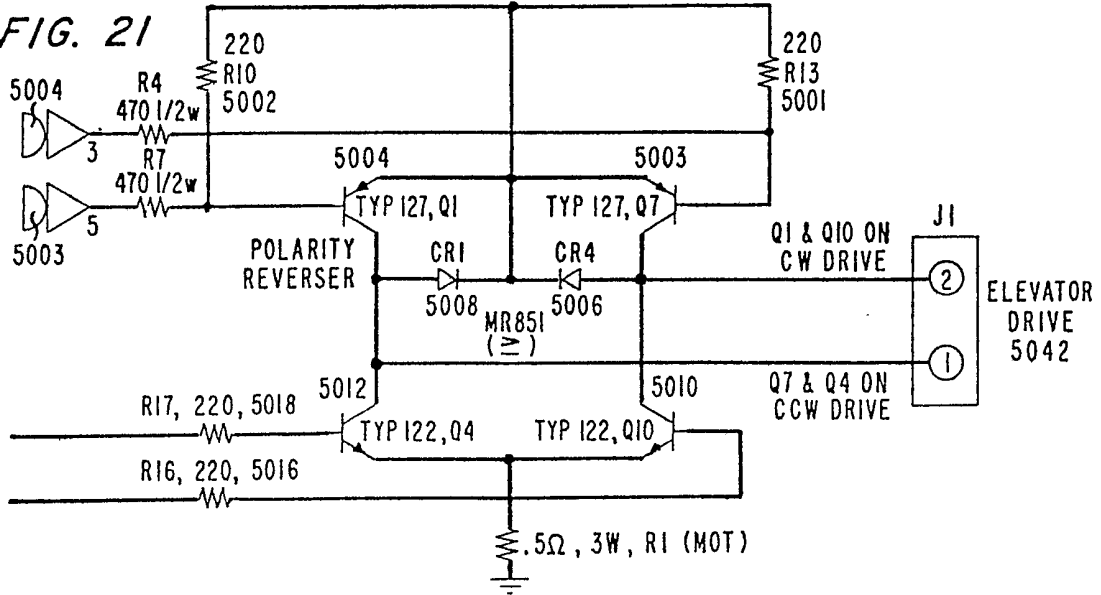 FIG. 21
220
R10
5002
220
R13
5001
5004
R4
470 1/2w
3
R7
470 1/2w
5
5003
5004
5003
TYP 127, Q1
TYP 127, Q7
POLARITY
REVERSER
CR1
5008
CR4
5006
MR851
(≥)
Q1 & Q10 ON
CW DRIVE
J1
2
1
ELEVATOR
DRIVE
5042
Q7 & Q4 ON
CCW DRIVE
5012
5010
R17, 220, 5018
TYP 122, Q4
TYP 122, Q10
R16, 220, 5016
.5Ω, 3W, R1 (MOT)